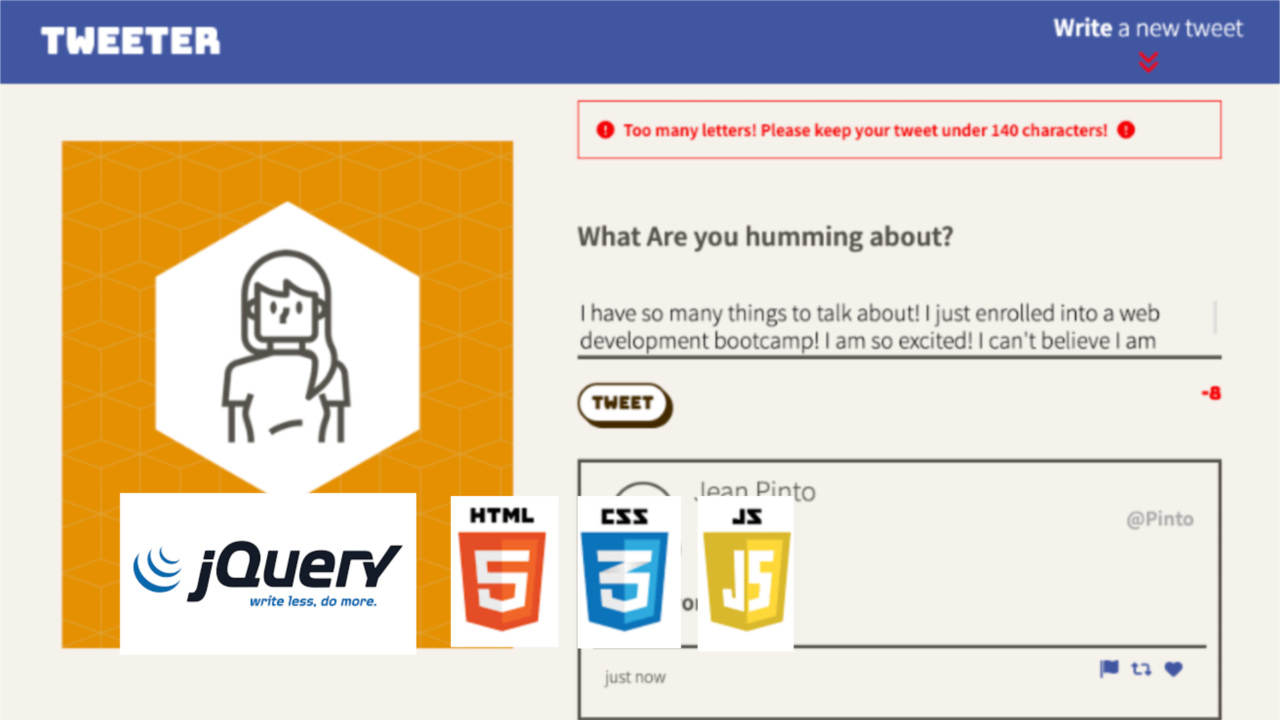 TWEETER
Write a new tweet
Too many letters! Please keep your tweet under 140 characters!
What Are you humming about?
I have so many things to talk about! I just enrolled into a web
development bootcamp! I am so excited! I can't believe I am
TWEET
-8
Jean Pinto
@Pinto
jQuery
write less, do more.
HTML
5
CSS
3
JS
JS
just now